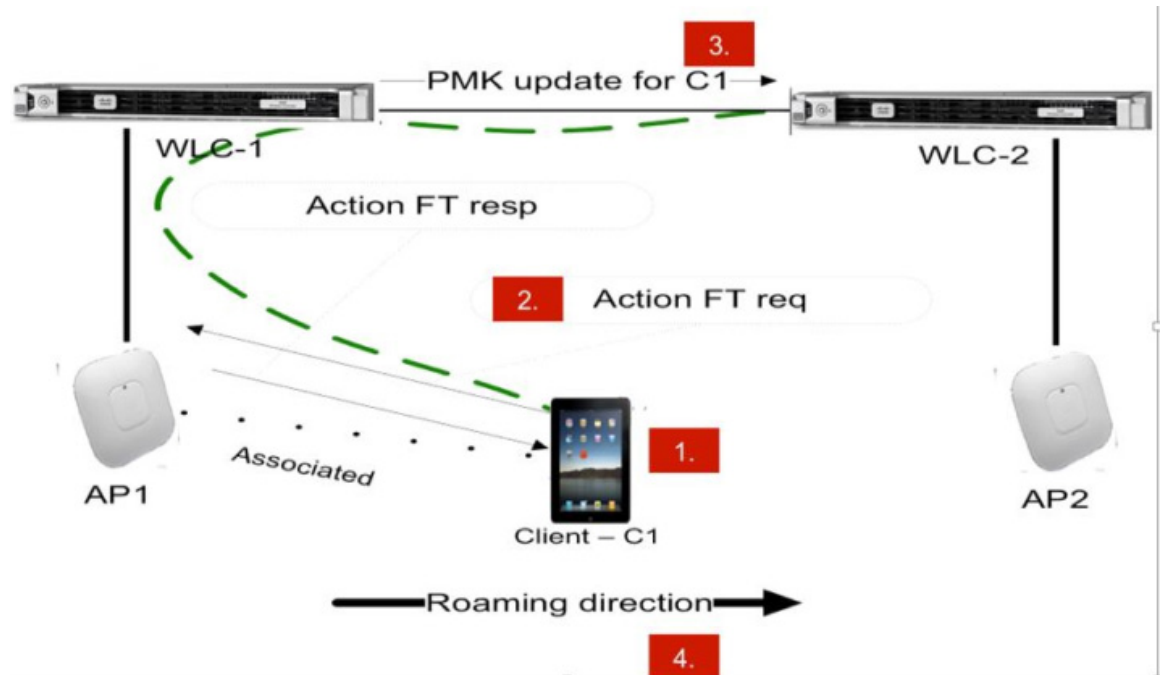 3.
PMK update for C1
WLC-1
WLC-2
Action FT resp
2.
Action FT req
1.
Associated
AP1
AP2
Client – C1
Roaming direction
4.